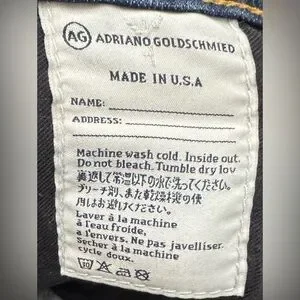 AG ADRIANO GOLDSCHMIED
MADE IN U.S.A
NAME:
ADDRESS:
Machine wash cold. Inside out.
Do not bleach. Tumble dry low
裏返して常温以下の水で洗ってください。
ブリーチ剤、また乾燥機の使
用はお避けください。
Laver à la machine
à l'eau froide,
a l'envers. Ne pas javelliser.
Secher à la machine
cycle doux.